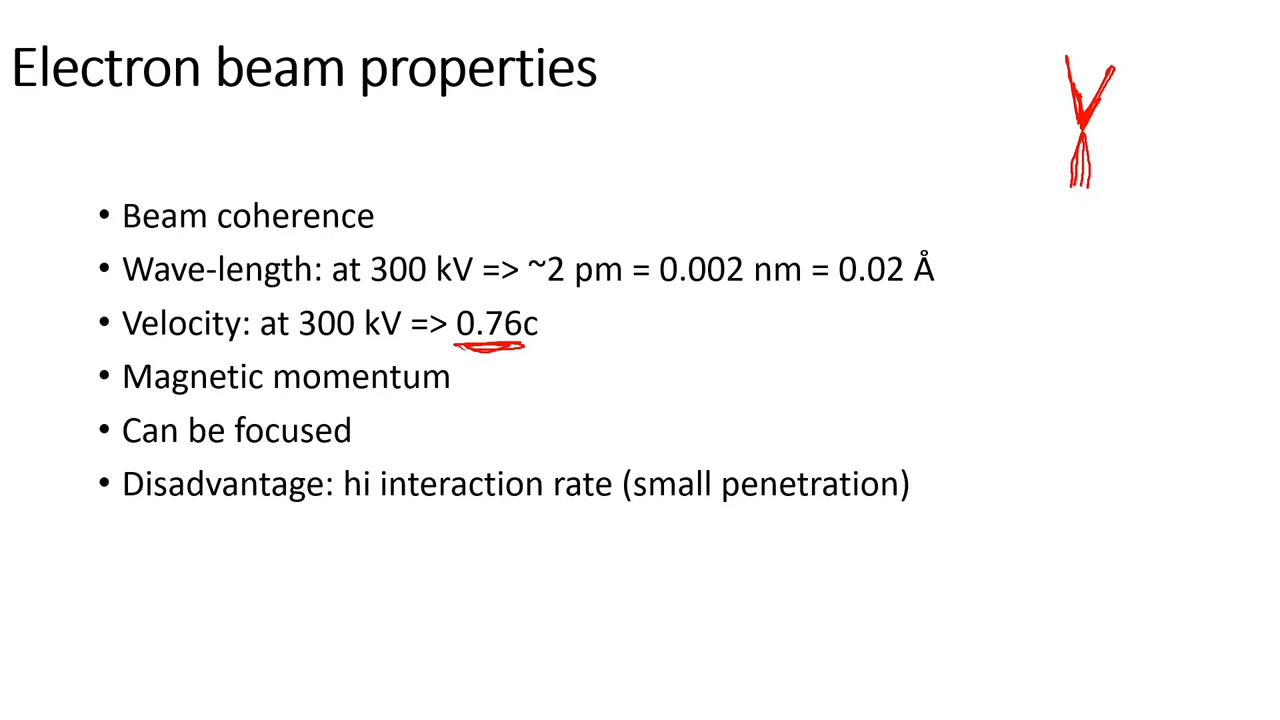 Electron beam properties
• Beam coherence
• Wave-length: at 300 kV => ~2 pm = 0.002 nm = 0.02 Å
• Velocity: at 300 kV => 0.76c
• Magnetic momentum
• Can be focused
• Disadvantage: hi interaction rate (small penetration)